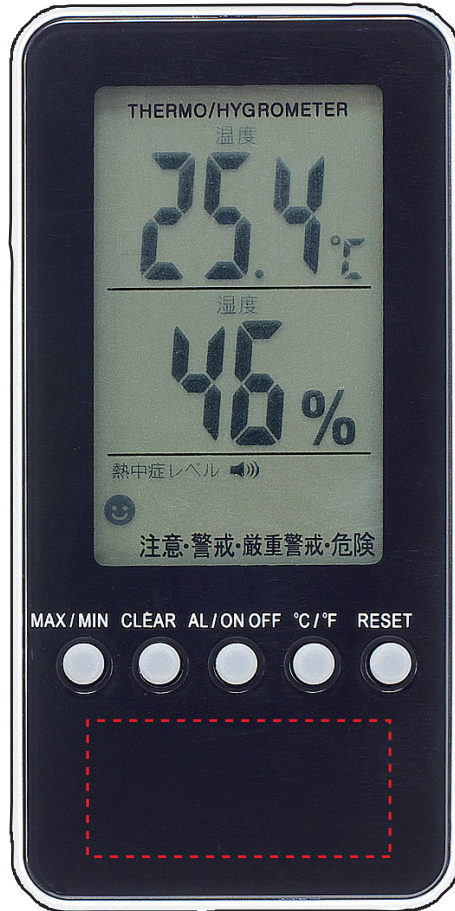 THERMO/HYGROMETER
温度
25.4℃
湿度
46%
熱中症レベル
注意・警戒・厳重警戒・危険
MAX/MIN CLEAR AL/ON OFF °C/°F RESET